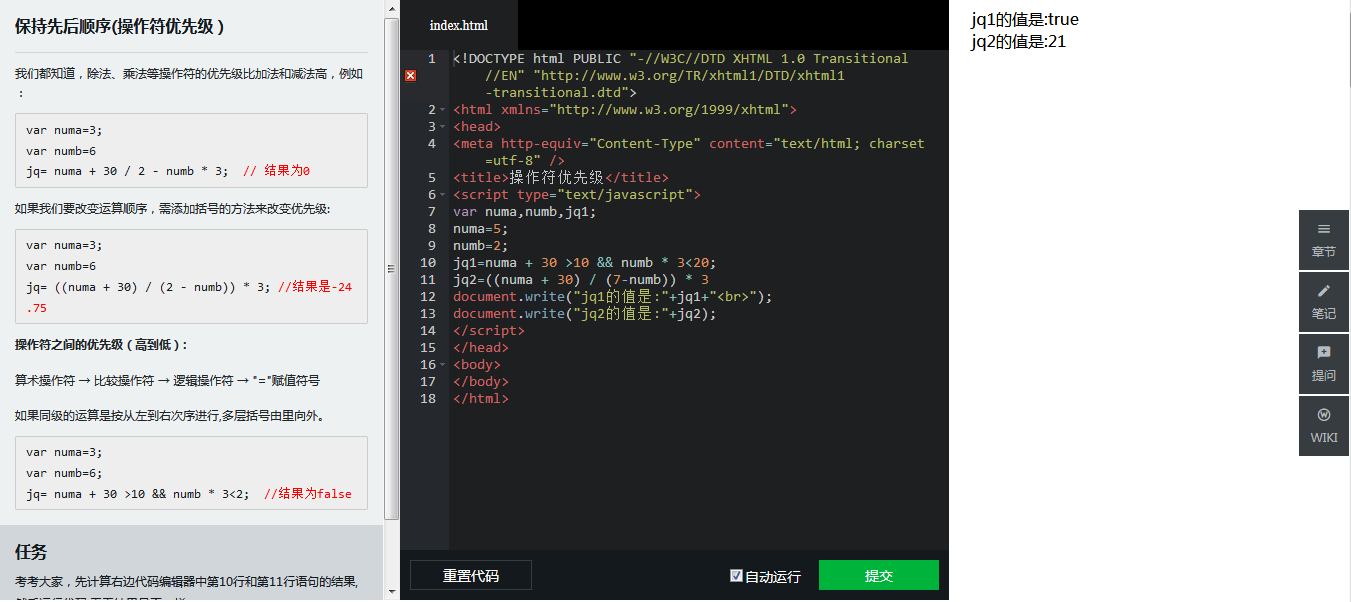 保持先后顺序(操作符优先级）
我们都知道，除法、乘法等操作符的优先级比加法和减法高，例如
：
var numa=3;
var numb=6
jq= numa + 30 / 2 - numb * 3;  // 结果为0
如果我们要改变运算顺序，需添加括号的方法来改变优先级:
var numa=3;
var numb=6
jq= ((numa + 30) / (2 - numb)) * 3; //结果是-24
.75
操作符之间的优先级（高到低）:
算术操作符 → 比较操作符 → 逻辑操作符 → "="赋值符号
如果同级的运算是按从左到右次序进行,多层括号由里向外。
var numa=3;
var numb=6;
jq= numa + 30 >10 && numb * 3<2;  //结果为false
任务
考考大家，先计算右边代码编辑器中第10行和第11行语句的结果,
index.html
1 <!DOCTYPE html PUBLIC "-//W3C//DTD XHTML 1.0 Transitional
//EN" "http://www.w3.org/TR/xhtml1/DTD/xhtml1
-transitional.dtd">
2 <html xmlns="http://www.w3.org/1999/xhtml">
3 <head>
4 <meta http-equiv="Content-Type" content="text/html; charset
=utf-8" />
5 <title>操作符优先级</title>
6 <script type="text/javascript">
7 var numa,numb,jq1;
8 numa=5;
9 numb=2;
10 jq1=numa + 30 >10 && numb * 3<20;
11 jq2=((numa + 30) / (7-numb)) * 3
12 document.write("jq1的值是:"+jq1+"<br>");
13 document.write("jq2的值是:"+jq2);
14 </script>
15 </head>
16 <body>
17 </body>
18 </html>
重置代码
自动运行
提交
jq1的值是:true
jq2的值是:21
章节
笔记
提问
WIKI